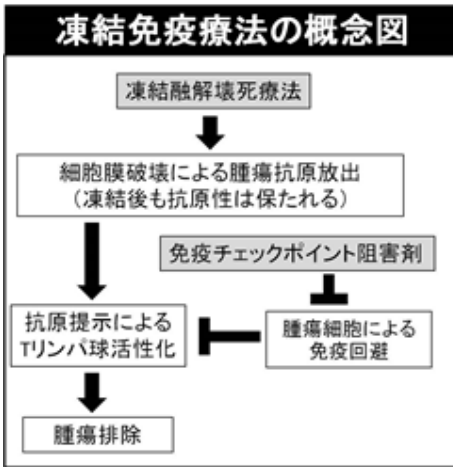 凍結免疫療法の概念図
凍結融解壊死療法
細胞膜破壊による腫瘍抗原放出
(凍結後も抗原性は保たれる)
免疫チェックポイント阻害剤
抗原提示による
Tリンパ球活性化
腫瘍細胞による
免疫回避
腫瘍排除